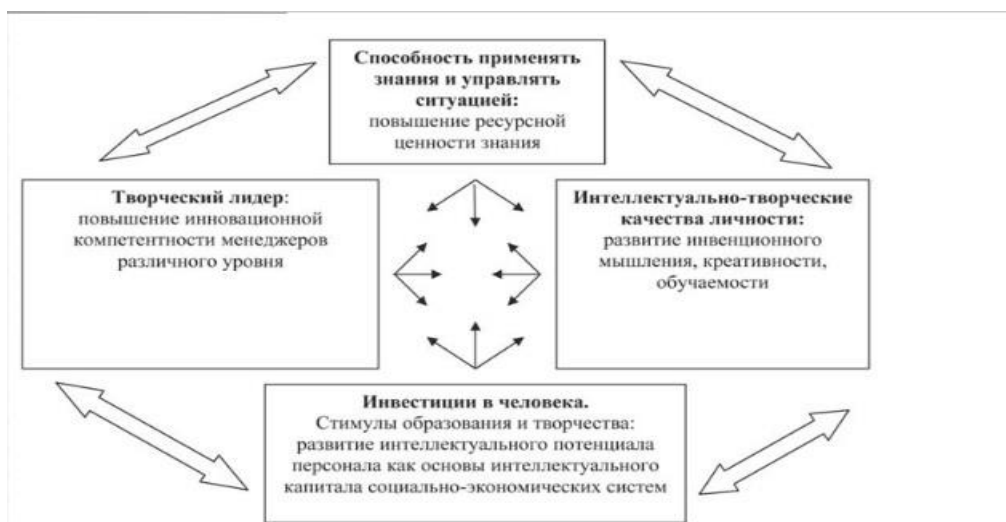 Способность применять
знания и управлять
ситуацией:
повышение ресурсной
ценности знания
Творческий лидер:
повышение инновационной
компетентности менеджеров
различного уровня
Интеллектуально-творческие
качества личности:
развитие инвенционного
мышления, креативности,
обучаемости
Инвестиции в человека.
Стимулы образования и творчества:
развитие интеллектуального потенциала
персонала как основы интеллектуального
капитала социально-экономических систем